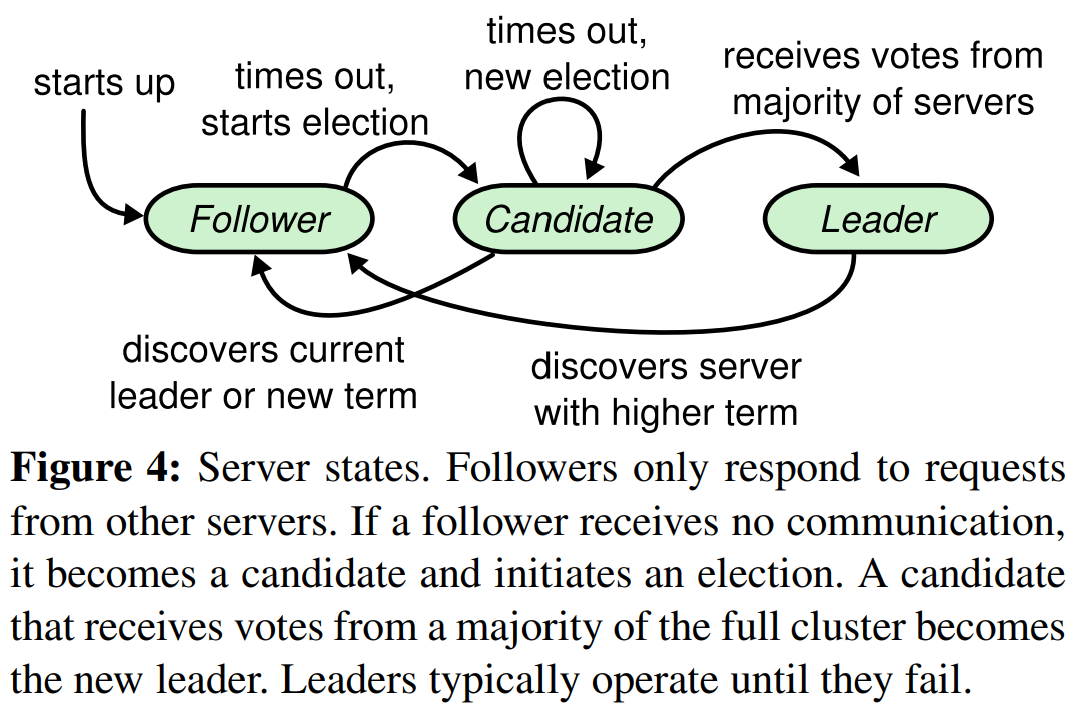 starts up
times out,
starts election
times out,
new election
receives votes from
majority of servers
Follower
Candidate
Leader
discovers current
leader or new term
discovers server
with higher term
Figure 4: Server states. Followers only respond to requests
from other servers. If a follower receives no communication,
it becomes a candidate and initiates an election. A candidate
that receives votes from a majority of the full cluster becomes
the new leader. Leaders typically operate until they fail.